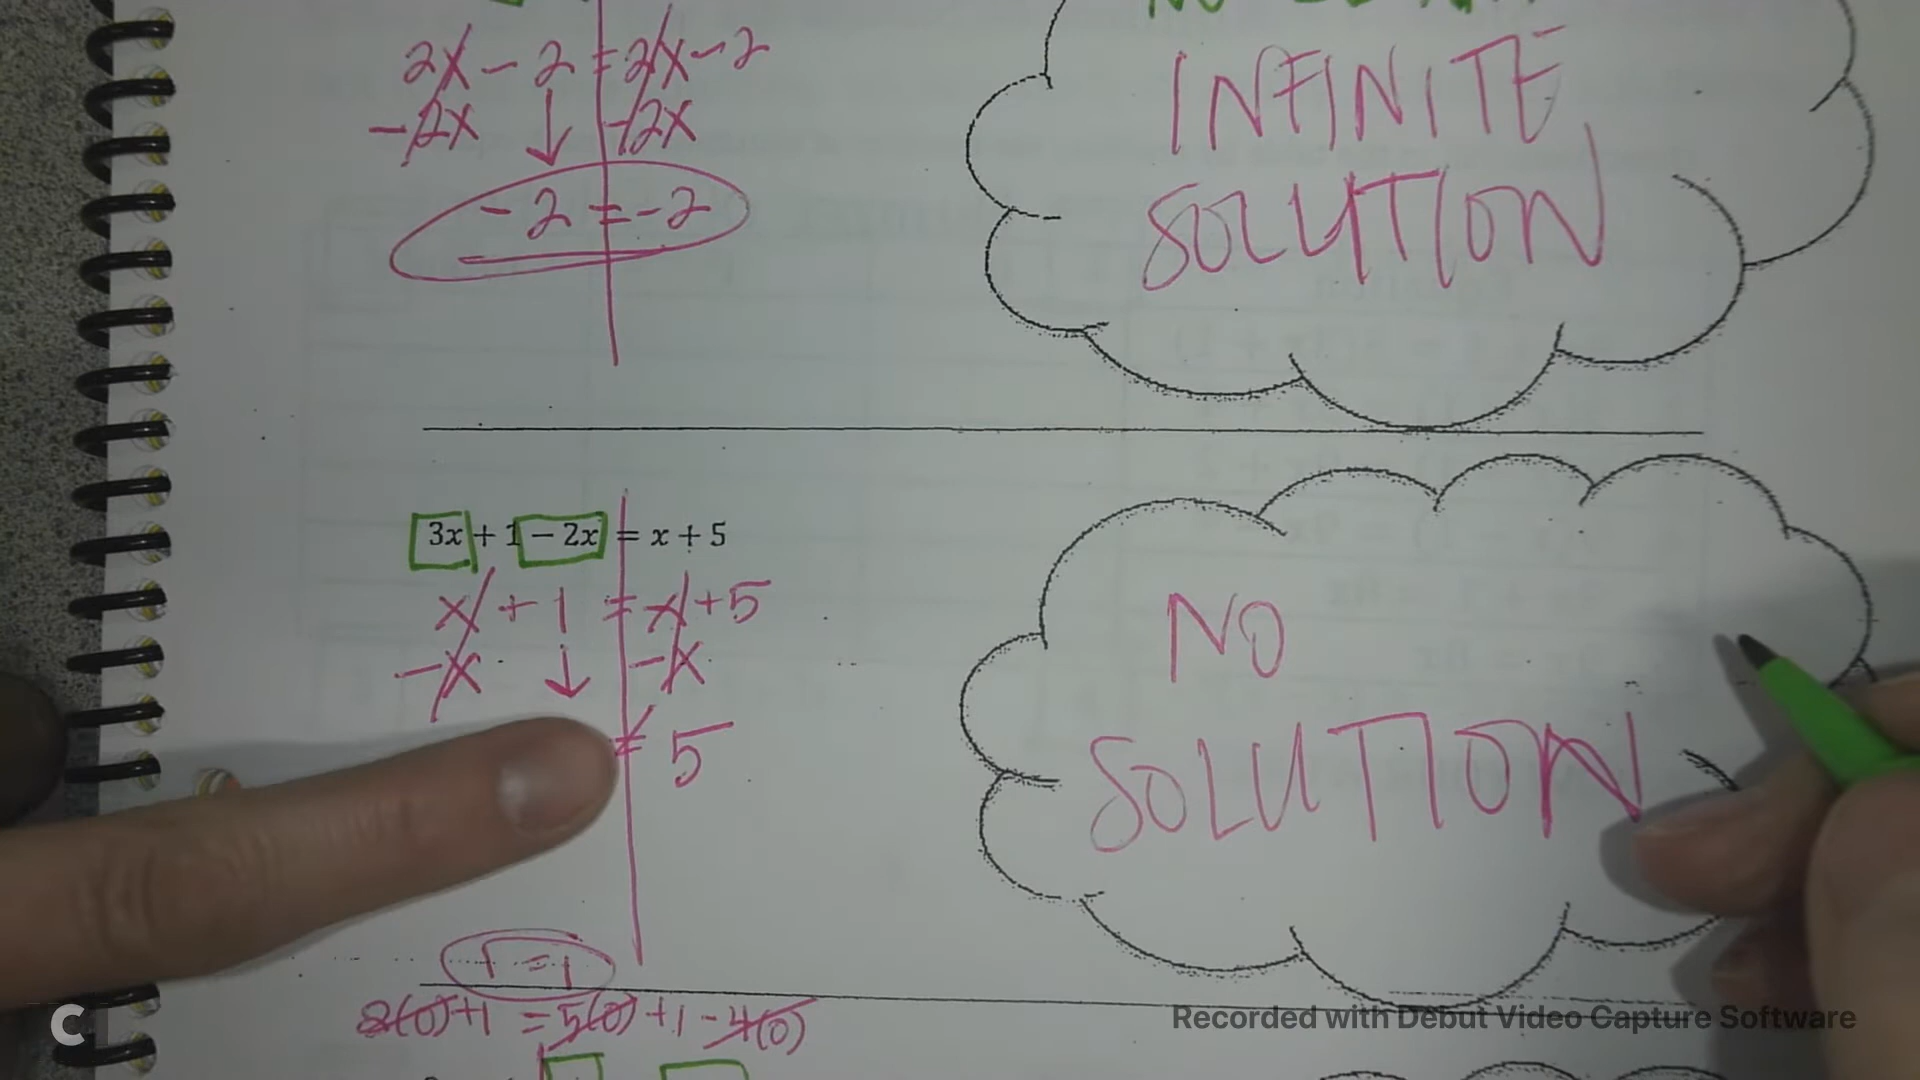 2x - 2 = 2x - 2
-2x -2x
-2 = -2
INFINITE
SOLUTION
3x + 1 - 2x = x + 5
x + 1 = x + 5
-x -x
≠ 5
NO
SOLUTION
1 = 1
2(0) + 1 = 5(0) + 1 - 4(0)
Recorded with Debut Video Capture Software